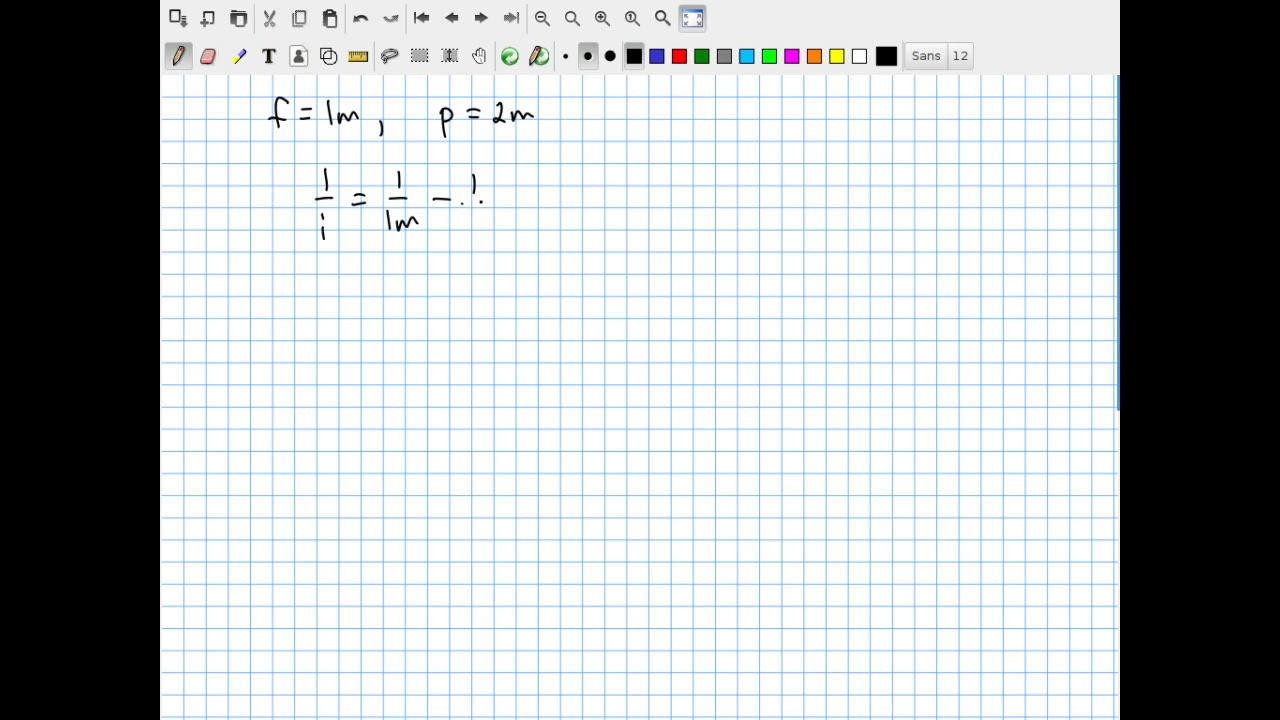 T Sans 12
f = 1m, p = 2m
1/i = 1/1m - 1